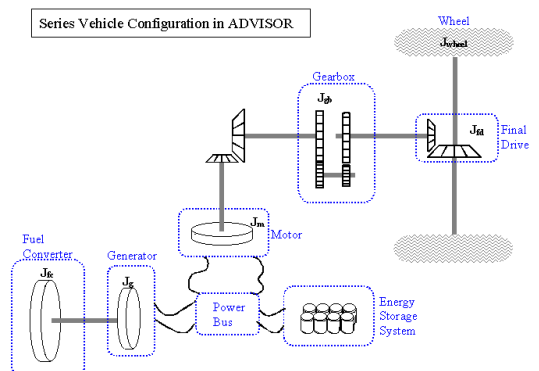 Series Vehicle Configuration in ADVISOR
Wheel
Jwheel
Gearbox
Jgb
Jfd
Final
Drive
Jm
Motor
Fuel
Converter
Generator
Jfc
Jg
Power
Bus
Energy
Storage
System